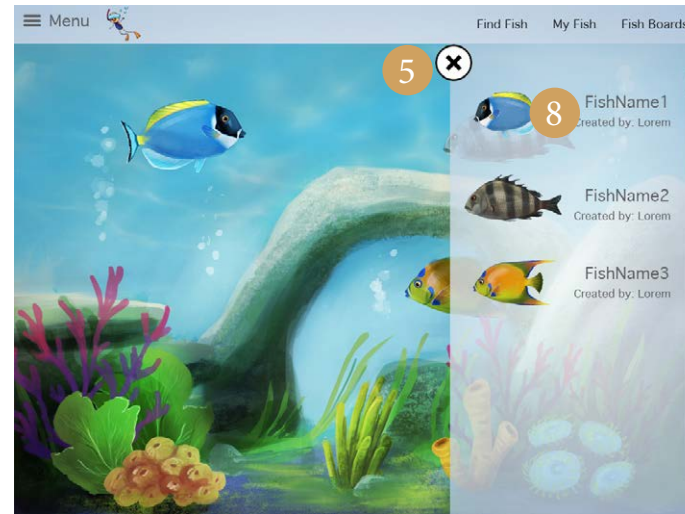 Menu
Find Fish
My Fish
Fish Boards
5
8
FishName1
Created by: Lorem
FishName2
Created by: Lorem
FishName3
Created by: Lorem